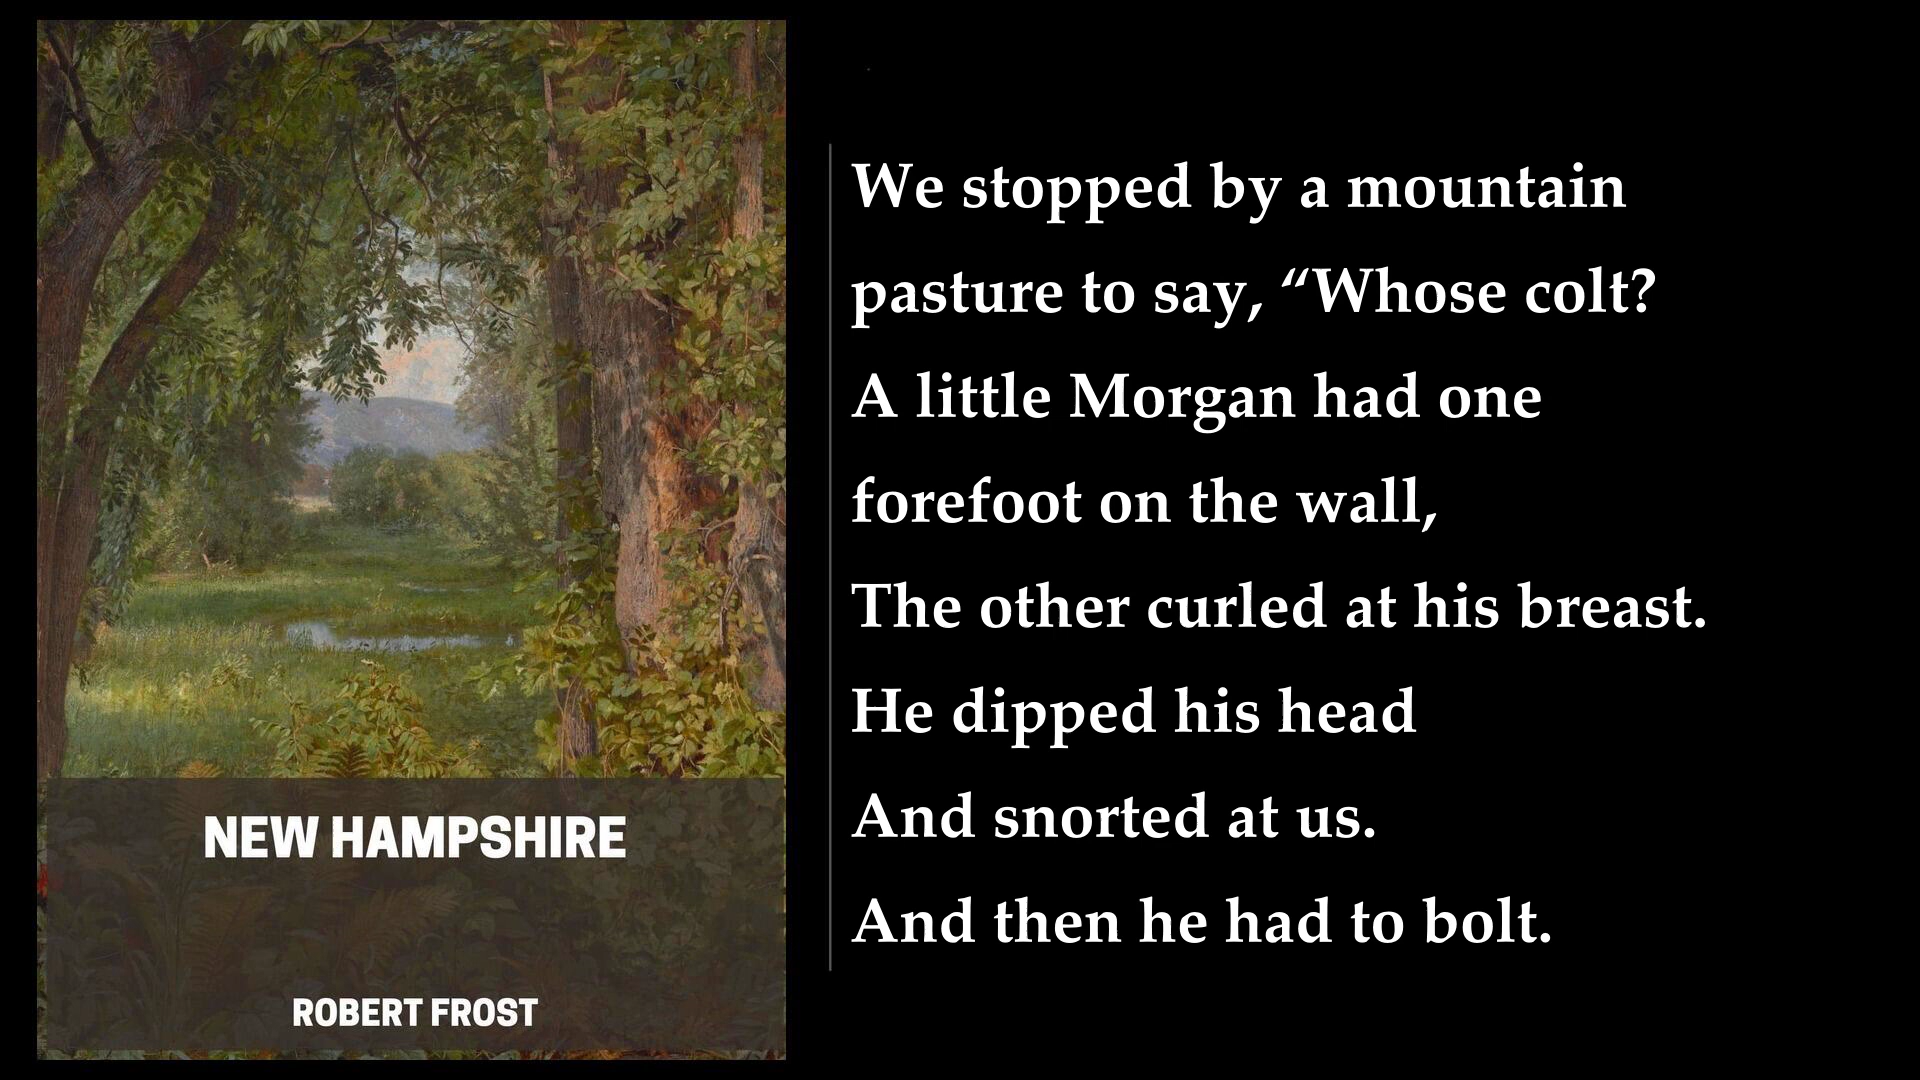 NEW HAMPSHIRE
ROBERT FROST
We stopped by a mountain
pasture to say, “Whose colt?
A little Morgan had one
forefoot on the wall,
The other curled at his breast.
He dipped his head
And snorted at us.
And then he had to bolt.